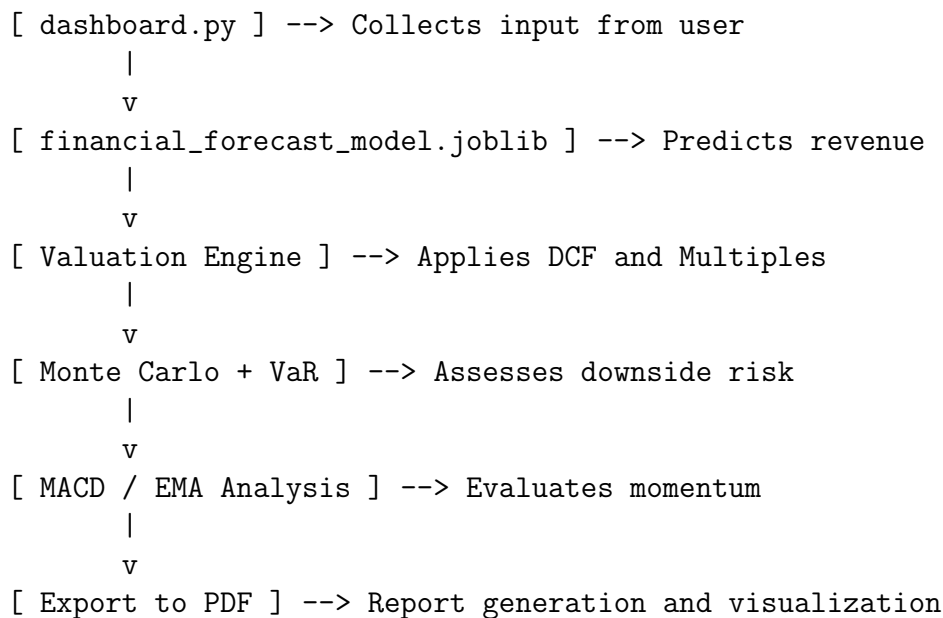 [ dashboard.py ] --> Collects input from user
|
v
[ financial_forecast_model.joblib ] --> Predicts revenue
|
v
[ Valuation Engine ] --> Applies DCF and Multiples
|
v
[ Monte Carlo + VaR ] --> Assesses downside risk
|
v
[ MACD / EMA Analysis ] --> Evaluates momentum
|
v
[ Export to PDF ] --> Report generation and visualization